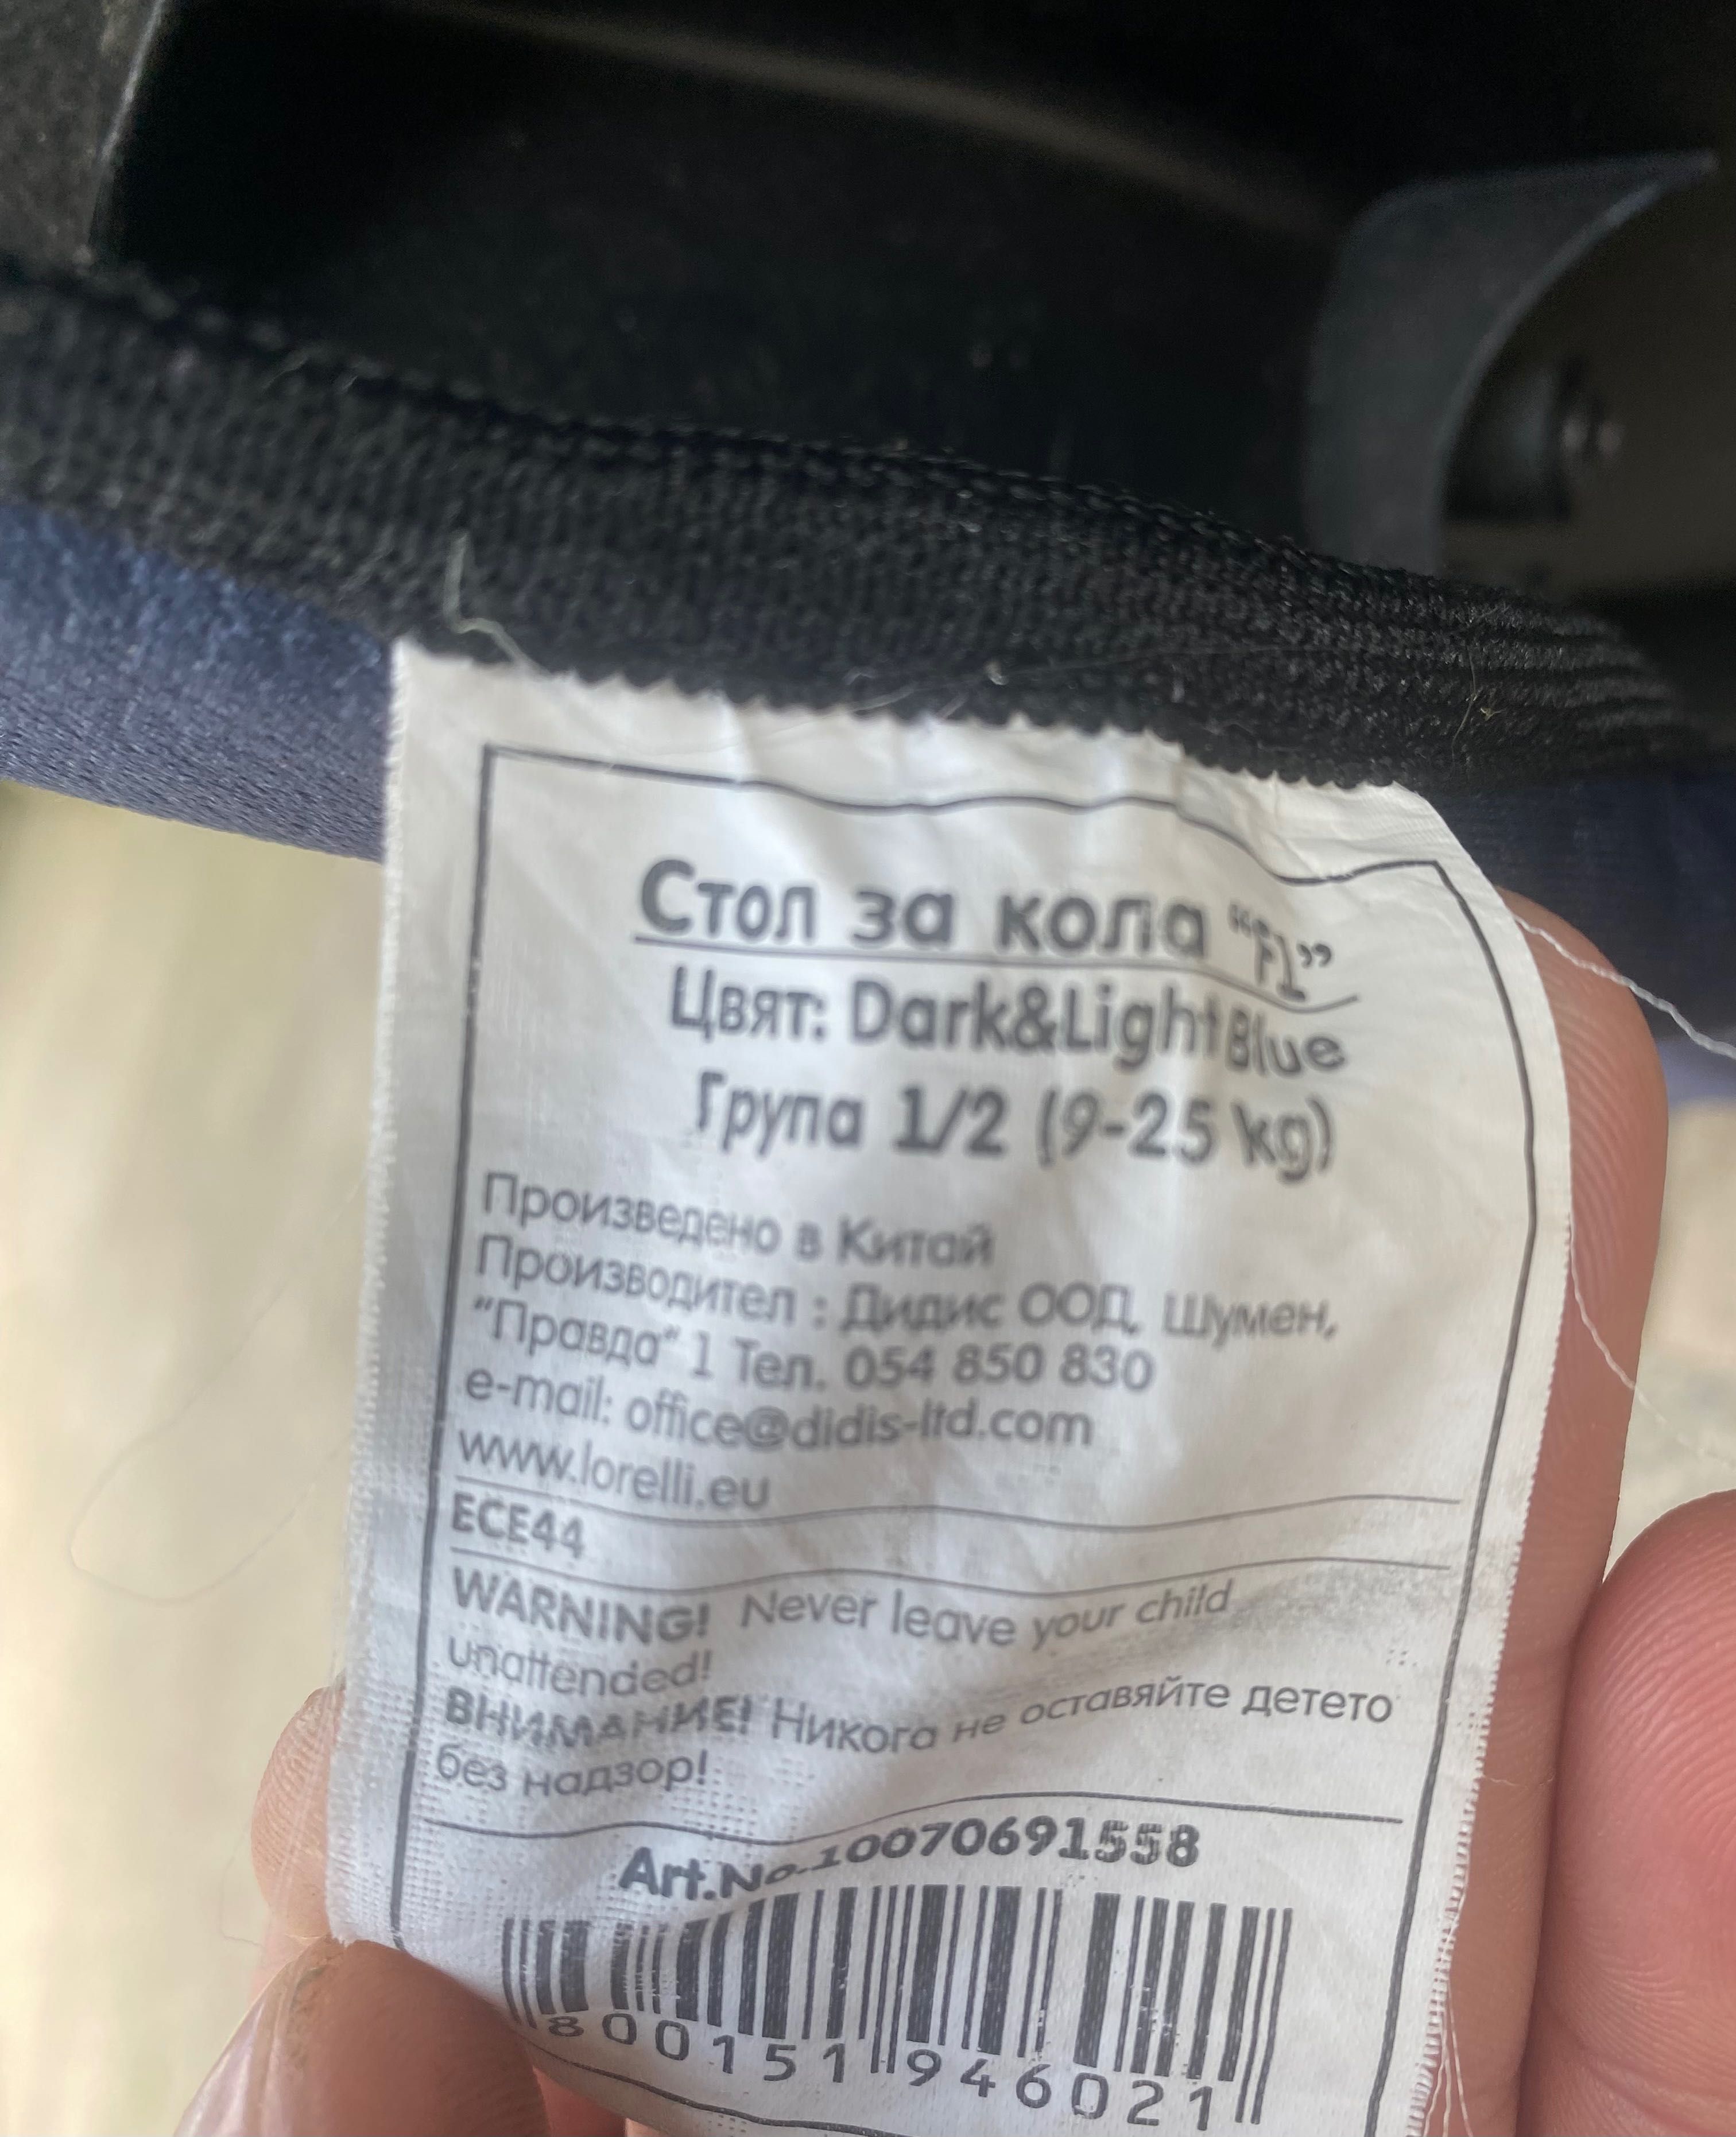 Стол за кола “F1”
Цвят: Dark&Light Blue
Група 1/2 (9-25 kg)
Произведено в Китай
Производител : Дидис ООД, Шумен,
“Правда“ 1 Тел. 054 850 830
e-mail: office@didis-ltd.com
www.lorelli.eu
ECE44
WARNING! Never leave your child
unattended!
ВНИМАНИЕ! Никога не оставяйте детето
без надзор!
Art.No.10070691558
800151 946021